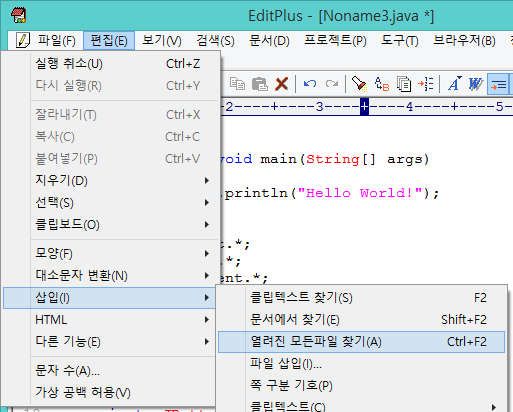 EditPlus - [Noname3.java *]
파일(F) 편집(E) 보기(V) 검색(S) 문서(D) 프로젝트(P) 도구(T) 브라우저(B)
실행 취소(U) Ctrl+Z
다시 실행(R) Ctrl+Y
잘라내기(T) Ctrl+X
복사(C) Ctrl+C
붙여넣기(P) Ctrl+V
지우기(D)
선택(S)
클립보드(O)
모양(F)
대소문자 변환(N)
삽입(I)
HTML
다른 기능(E)
문자 수(A)...
가상 공백 허용(V)
클립텍스트 찾기(S) F2
문서에서 찾기(E) Shift+F2
열려진 모든파일 찾기(A) Ctrl+F2
파일 삽입(I)...
쪽 구분 기호(P)
클립텍스트(C)
2----+----3----+----4----+----5
void main(String[] args)
.println("Hello World!");
t.*;
.*;
ent.*;